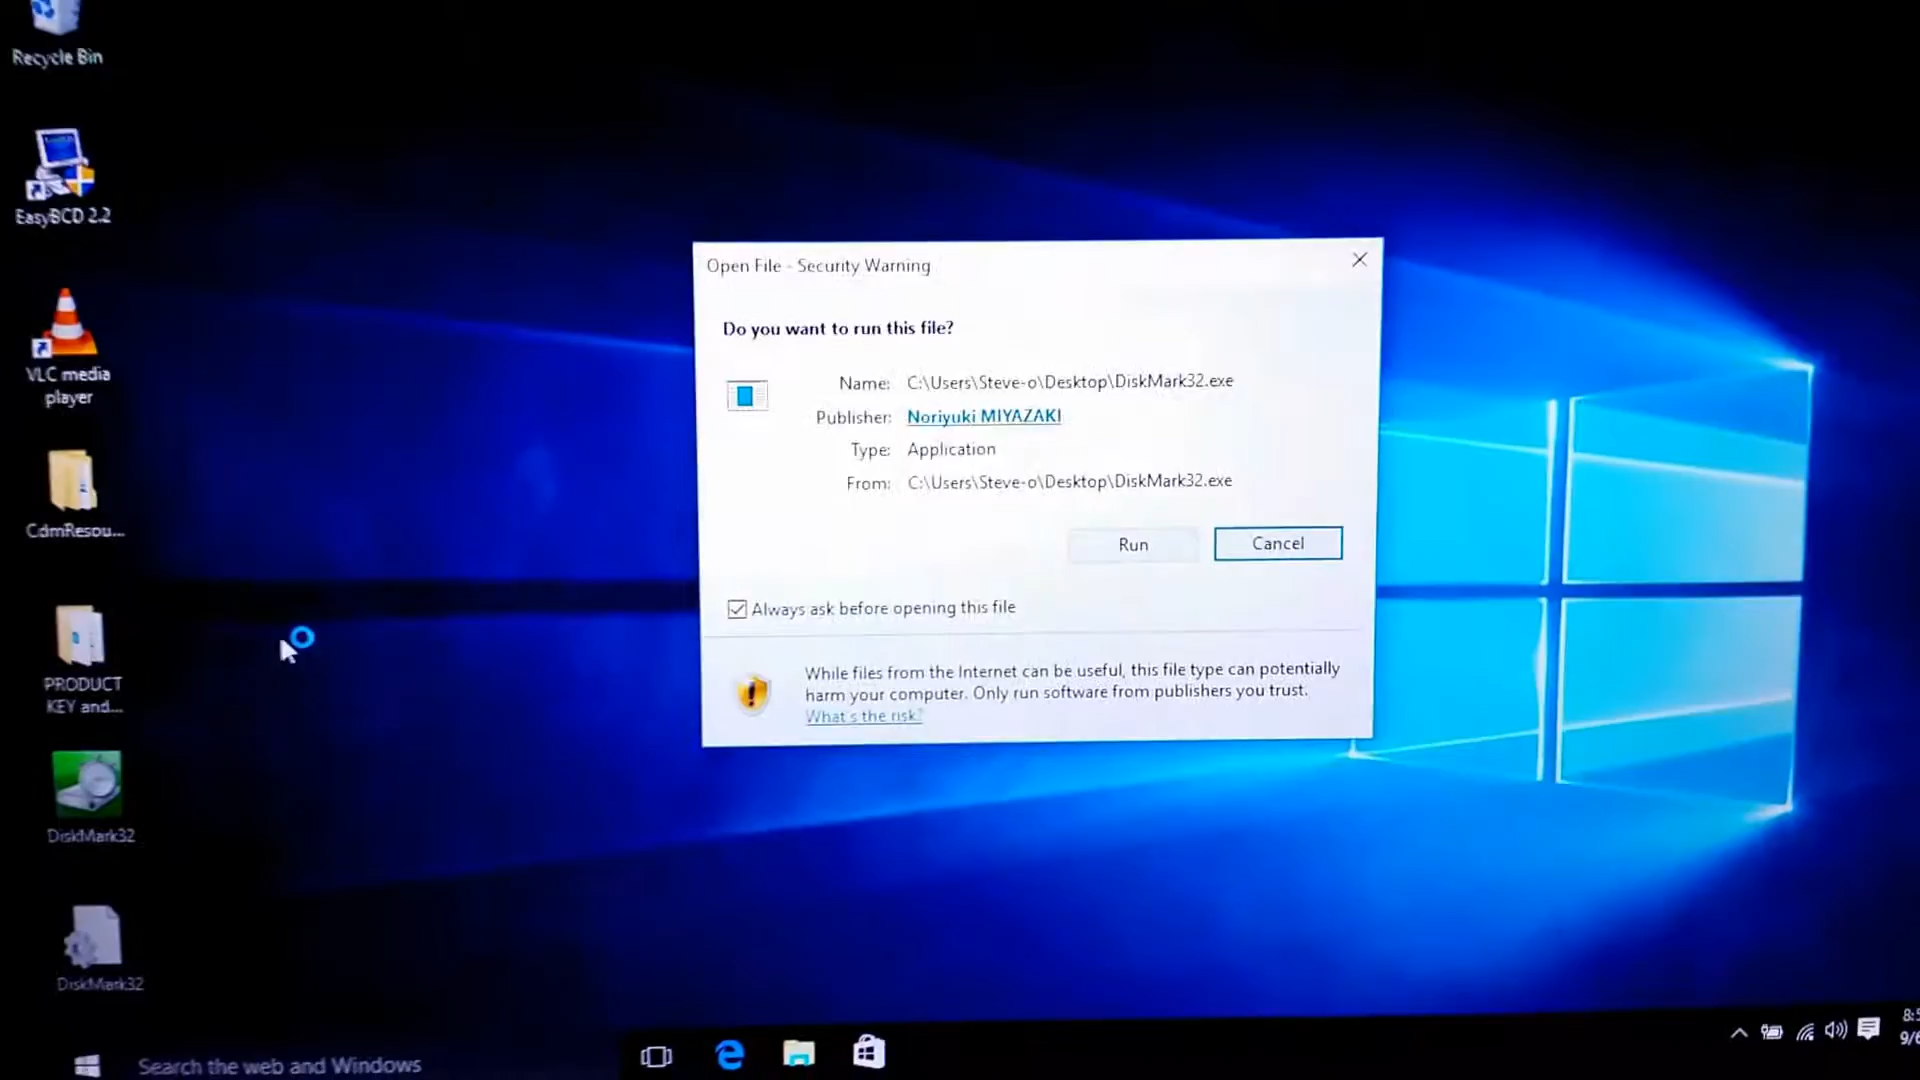 Recycle Bin
EasyBCD 2.2
VLC media
player
CdmResou...
PRODUCT
KEY and...
DiskMark32
DiskMark32
Open File - Security Warning
Do you want to run this file?
Name: C:\Users\Steve-o\Desktop\DiskMark32.exe
Publisher: Noriyuki MIYAZAKI
Type: Application
From: C:\Users\Steve-o\Desktop\DiskMark32.exe
Run
Cancel
Always ask before opening this file
While files from the Internet can be useful, this file type can potentially
harm your computer. Only run software from publishers you trust.
What's the risk?
Search the web and Windows